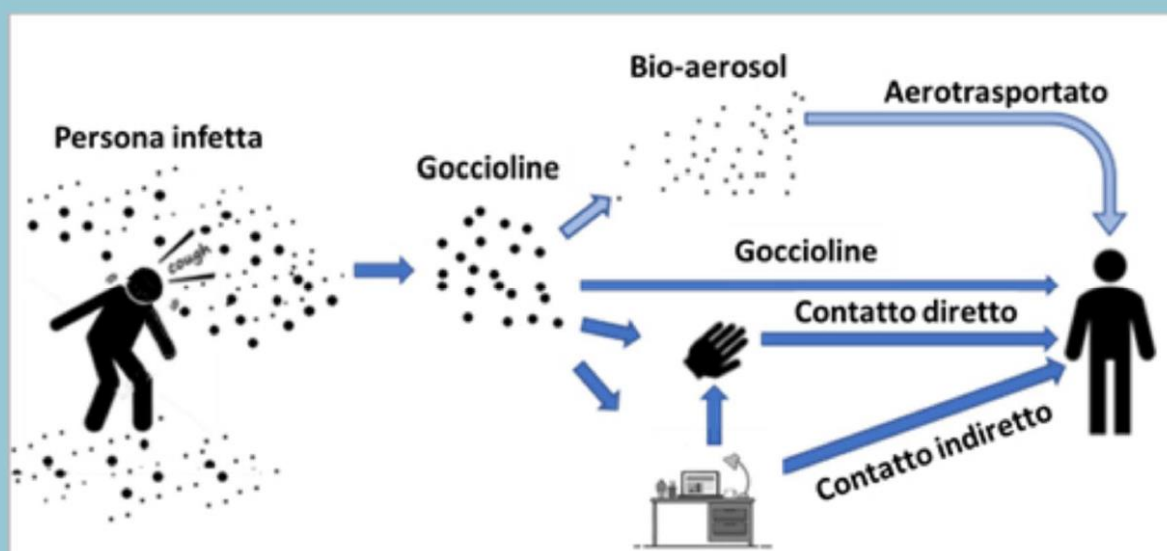 Bio-aerosol
Aerotrasportato
Persona infetta
Goccioline
cough
Goccioline
Contatto diretto
Contatto indiretto